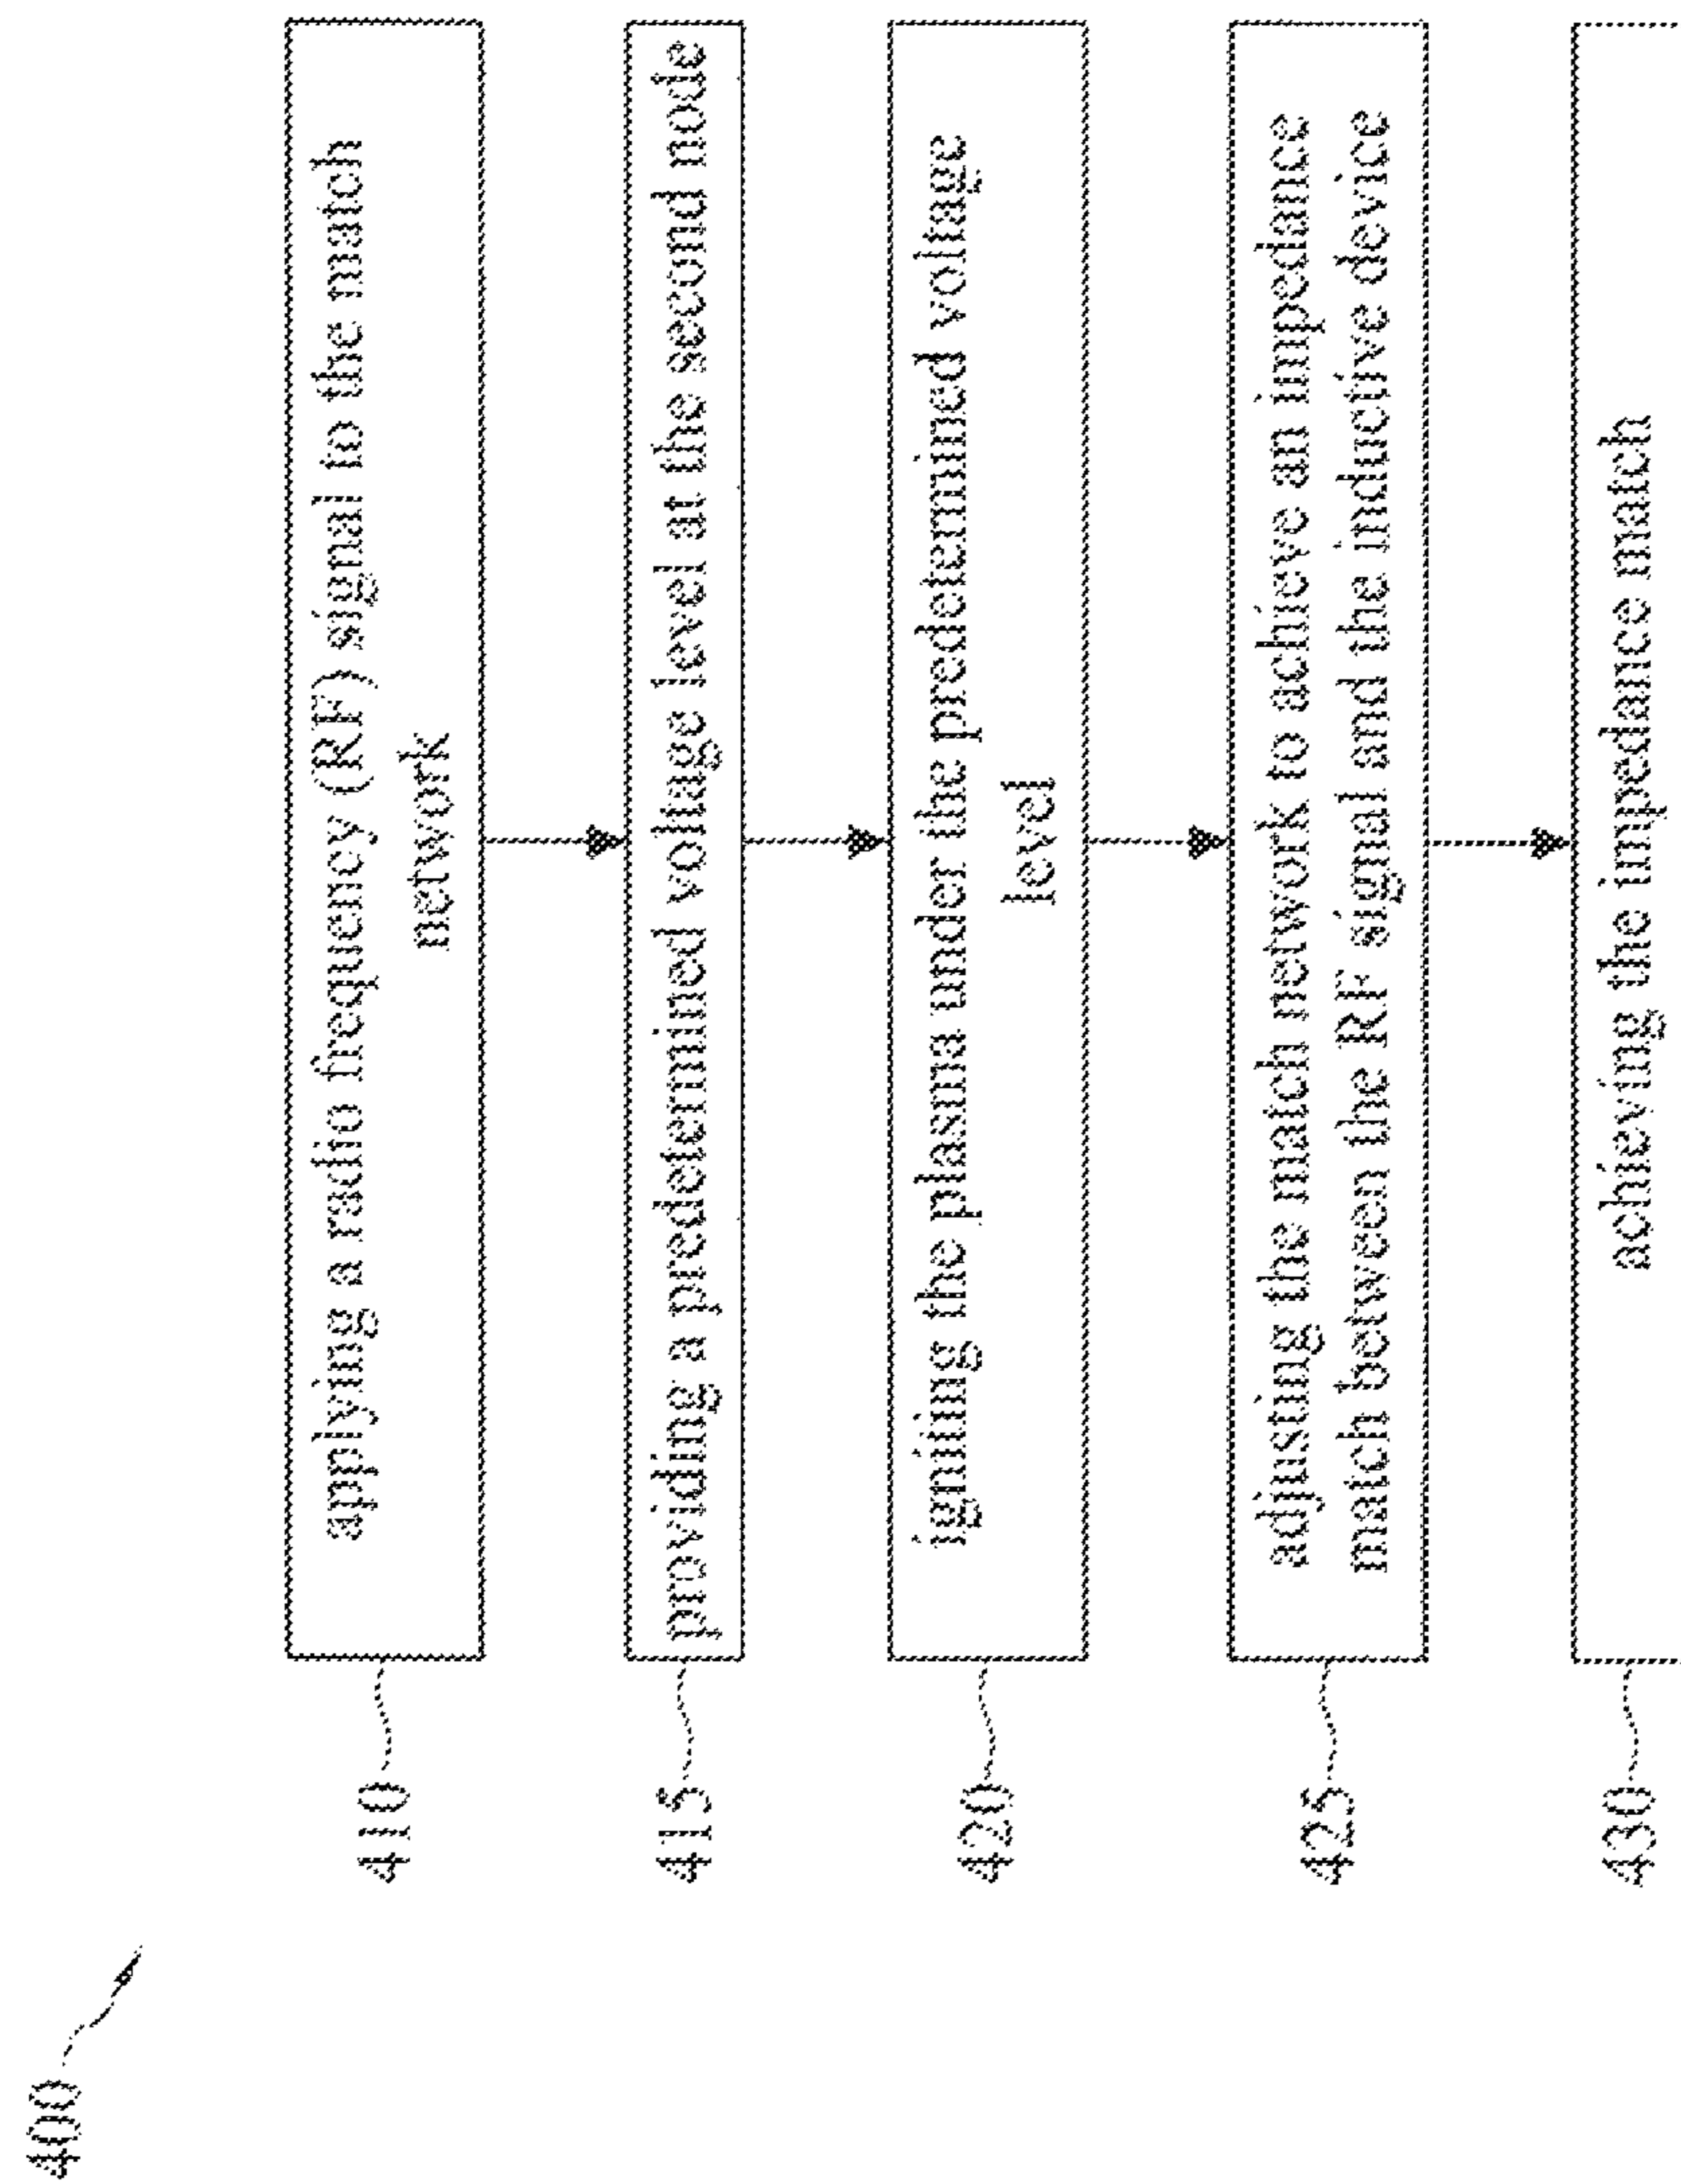 400
410
applying a radio frequency (RF) signal to the match
network
415
providing a predetermined voltage level at the second node
420
igniting the plasma under the predetermined voltage
level
425
adjusting the match network to achieve an impedance
match between the RF signal and the inductive device
430
achieving the impedance match